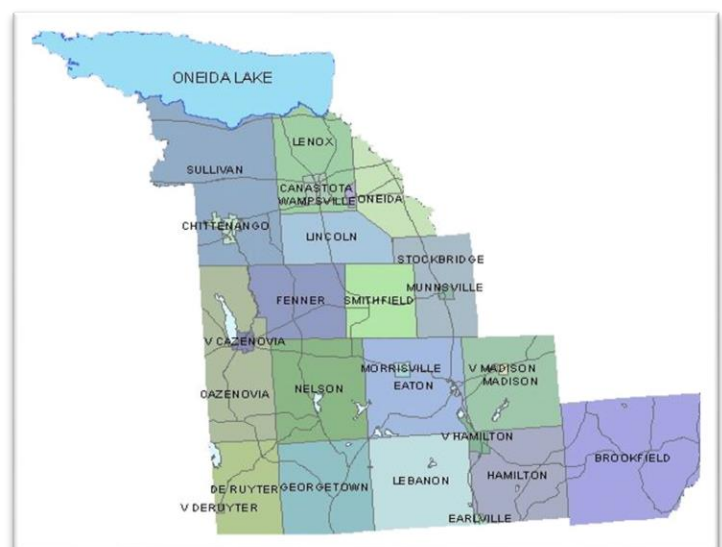 ONEIDA LAKE
LENOX
SULLIVAN
CANASTOTA
WAMPSVILLE
ONEIDA
CHITTENANGO
LINCOLN
STOCKBRIDGE
MUNNSVILLE
FENNER
SMITHFIELD
V CAZENOVIA
MORRISVILLE
V MADISON
MADISON
EATON
NELSON
CAZENOVIA
V HAMILTON
BROOKFIELD
HAMILTON
LEBANON
DE RUYTER
GEORGETOWN
V DERUYTER
EARLVILLE